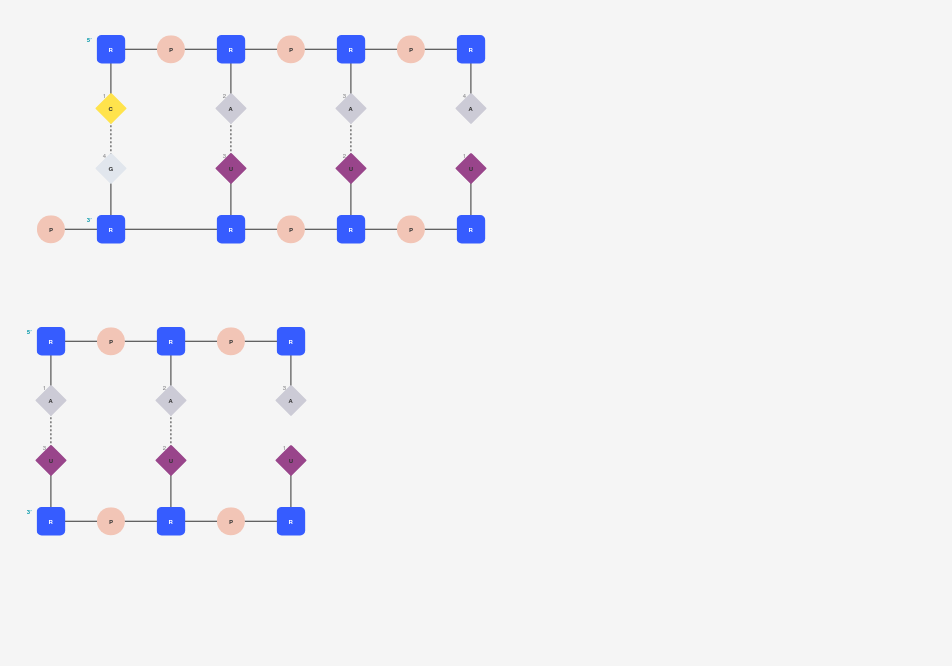 5' R P R P R P R
1 2 3 4
C A A A
4 3 2 1
G U U U
P 3' R R P R P R
5' R P R P R
1 2 3
A A A
3 2 1
U U U
3' R P R P R